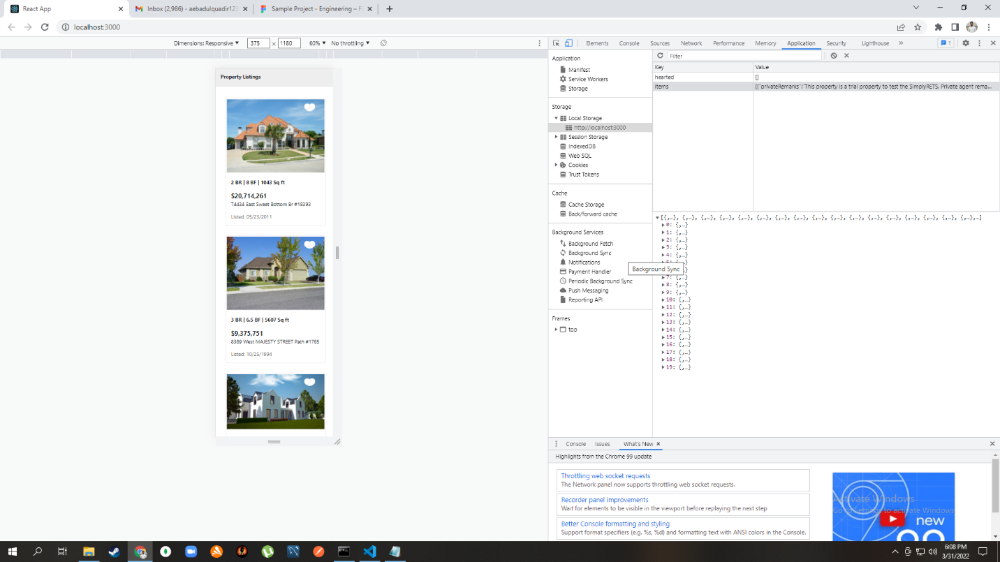 React App
Inbox (2,986) - aebadulquadir123
Sample Project - Engineering – Fi
localhost:3000
Dimensions: Responsive ▼ 375 × 1180 60% ▼ No throttling ▼
Property Listings
2 BR | 8 BF | 1043 Sq ft
$20,714,261
74434 East Sweet Bottom Br #18393
Listed: 05/23/2011
3 BR | 6.5 BF | 5607 Sq ft
$9,375,751
8369 West MAJESTY STREET Path #1765
Listed: 10/25/1994
Elements Console Sources Network Performance Memory Application Security Lighthouse » 1
Application
Manifest
Service Workers
Storage
Storage
Local Storage
http://localhost:3000
Session Storage
IndexedDB
Web SQL
Cookies
Trust Tokens
Cache
Cache Storage
Back/forward cache
Background Services
Background Fetch
Background Sync
Notifications
Payment Handler
Periodic Background Sync
Push Messaging
Reporting API
Frames
top
Background Sync
Filter
Key Value
hearted []
items [{"privateRemarks":"This property is a trial property to test the SimplyRETS. Private agent rema...
▼[{,…}, {,…}, {,…}, {,…}, {,…}, {,…}, {,…}, {,…}, {,…}, {,…}, {,…}, {,…}, {,…}, {,…}, {,…}, {,…}, {,…},…]
▶0: {,…}
▶1: {,…}
▶2: {,…}
▶3: {,…}
▶4: {,…}
7: {,…}
▶8: {,…}
▶9: {,…}
▶10: {,…}
▶11: {,…}
▶12: {,…}
▶13: {,…}
▶14: {,…}
▶15: {,…}
▶16: {,…}
▶17: {,…}
▶18: {,…}
▶19: {,…}
Console Issues What's New
Highlights from the Chrome 99 update
Throttling web socket requests
The Network panel now supports throttling web socket requests.
Recorder panel improvements
Wait for elements to be visible in the viewport before replaying the next step
Better Console formatting and styling
Support format specifiers (e.g. %s, %d) and formatting text with ANSI colors in the Console.
Activate Windows
Go to Settings to activate Windows.
new
6:08 PM
3/31/2022